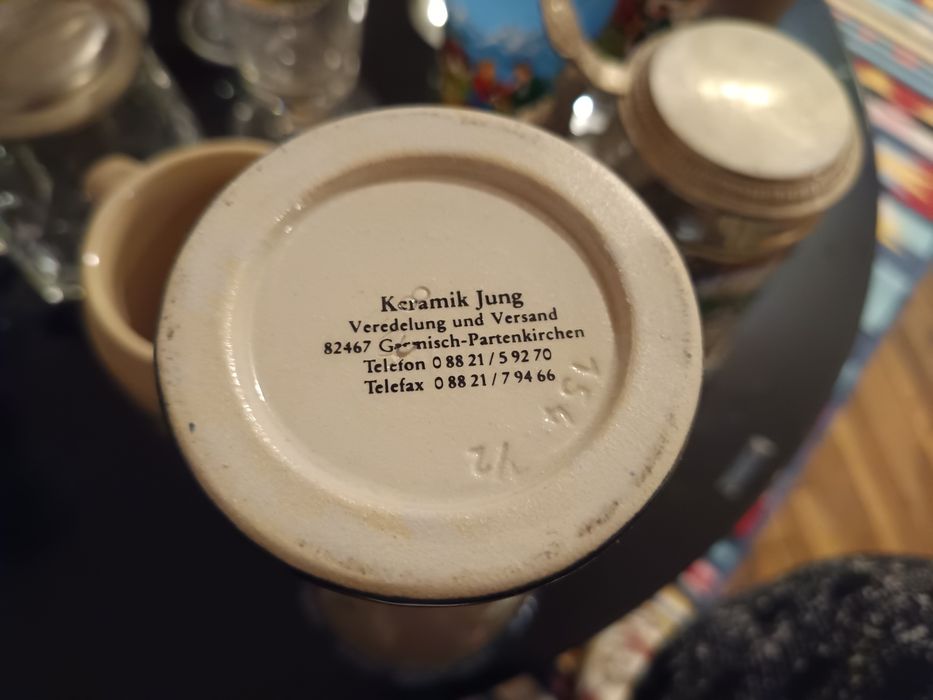 Keramik Jung
Veredelung und Versand
82467 Garmisch-Partenkirchen
Telefon 0 88 21 / 5 92 70
Telefax 0 88 21 / 7 94 66
754
1/2